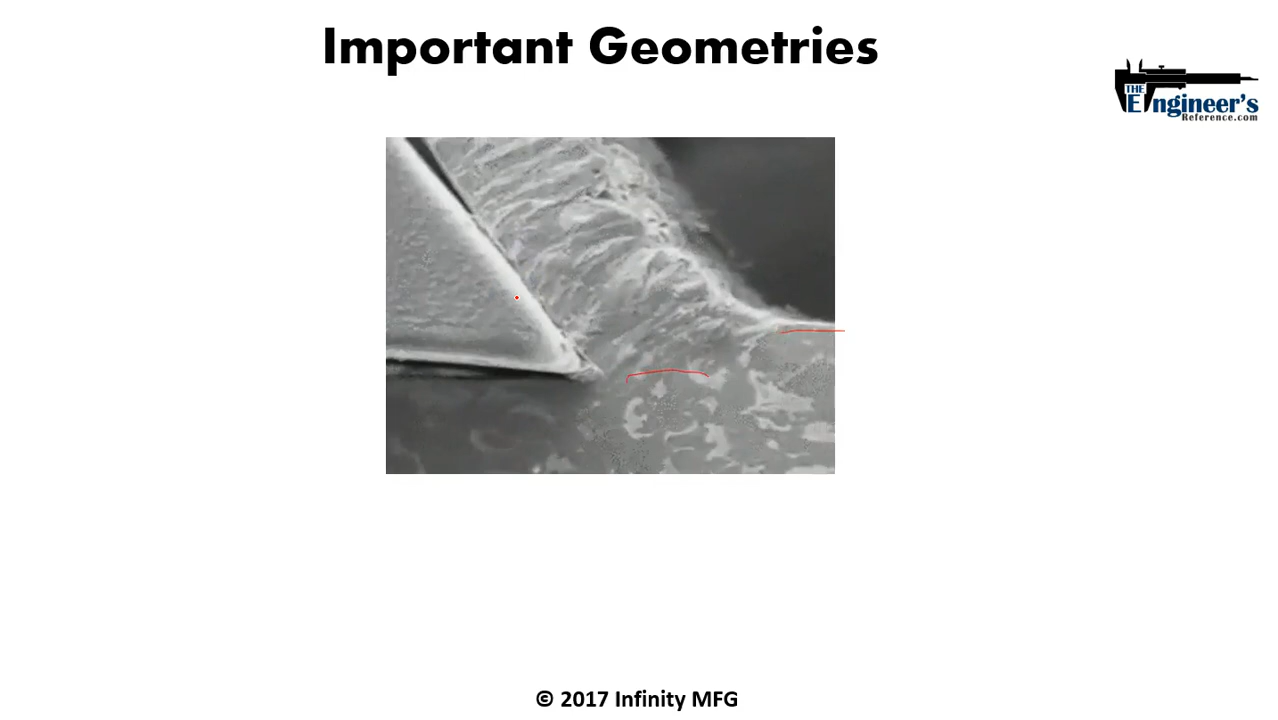 Important Geometries
THE
Engineer's
Reference.com
© 2017 Infinity MFG